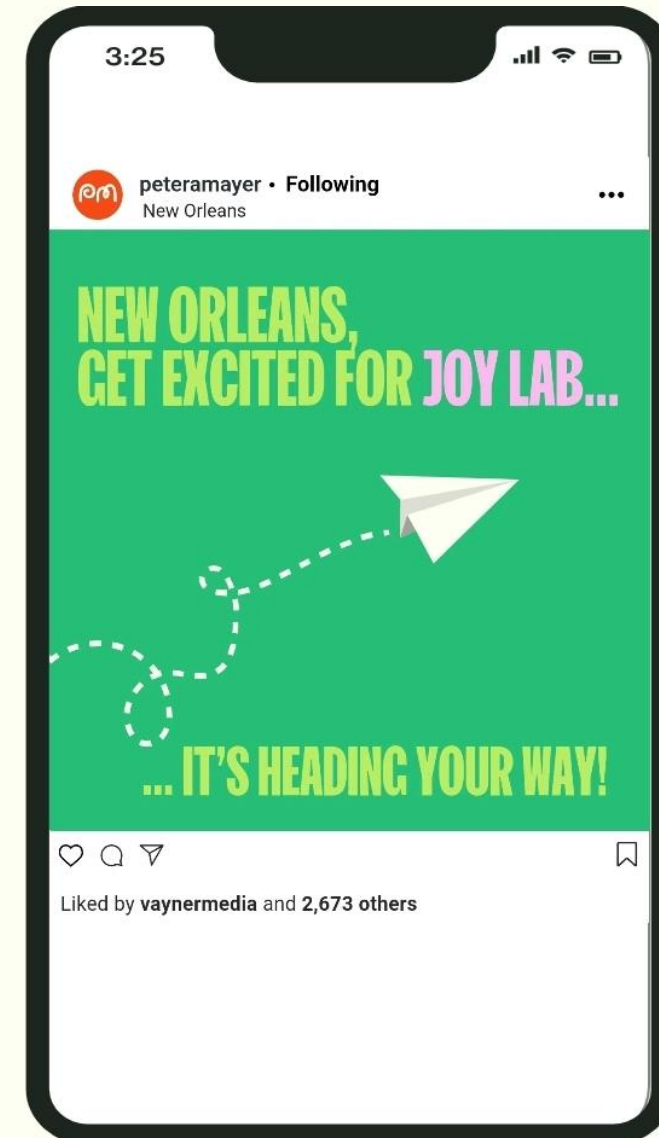 3:25
PM
peteramayer • Following
New Orleans
NEW ORLEANS,
GET EXCITED FOR JOY LAB...
... IT'S HEADING YOUR WAY!
Liked by vaynermedia and 2,673 others